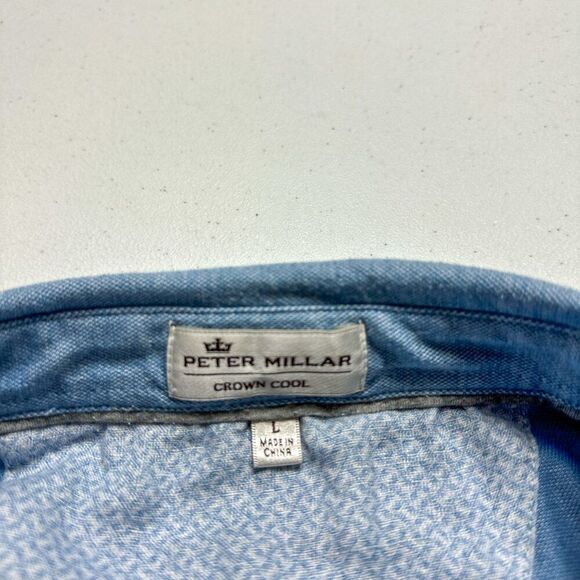 PETER MILLAR
CROWN COOL
L
MADE IN
CHINA